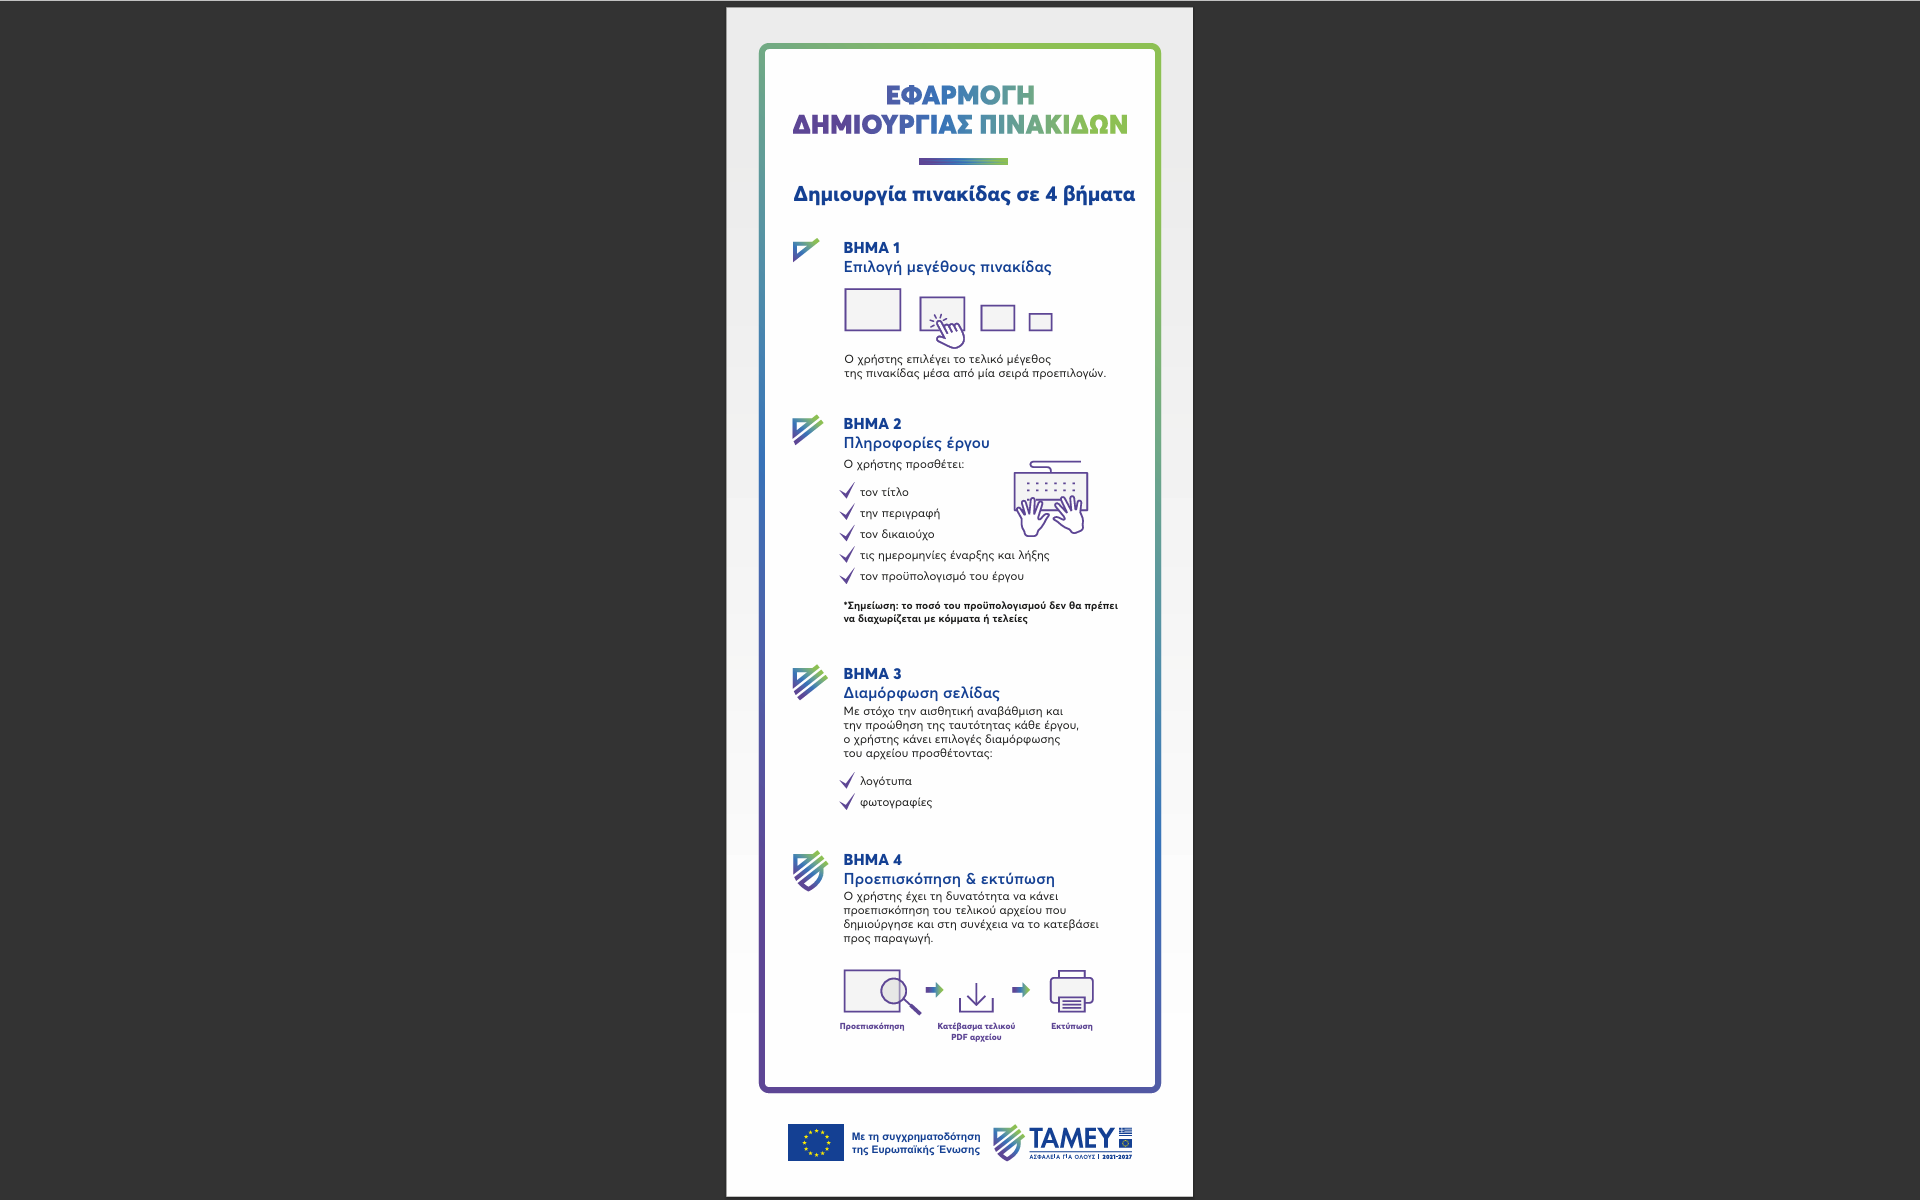 ΕΦΑΡΜΟΓΗ
ΔΗΜΙΟΥΡΓΙΑΣ ΠΙΝΑΚΙΔΩΝ
Δημιουργία πινακίδας σε 4 βήματα
ΒΗΜΑ 1
Επιλογή μεγέθους πινακίδας
Ο χρήστης επιλέγει το τελικό μέγεθος
της πινακίδας μέσα από μία σειρά προεπιλογών.
ΒΗΜΑ 2
Πληροφορίες έργου
Ο χρήστης προσθέτει:
τον τίτλο
την περιγραφή
τον δικαιούχο
τις ημερομηνίες έναρξης και λήξης
τον προϋπολογισμό του έργου
*Σημείωση: το ποσό του προϋπολογισμού δεν θα πρέπει
να διαχωρίζεται με κόμματα ή τελείες
ΒΗΜΑ 3
Διαμόρφωση σελίδας
Με στόχο την αισθητική αναβάθμιση και
την προώθηση της ταυτότητας κάθε έργου,
ο χρήστης κάνει επιλογές διαμόρφωσης
του αρχείου προσθέτοντας:
λογότυπα
φωτογραφίες
ΒΗΜΑ 4
Προεπισκόπηση & εκτύπωση
Ο χρήστης έχει τη δυνατότητα να κάνει
προεπισκόπηση του τελικού αρχείου που
δημιούργησε και στη συνέχεια να το κατεβάσει
προς παραγωγή.
Προεπισκόπηση
Κατέβασμα τελικού
PDF αρχείου
Εκτύπωση
Με τη συγχρηματοδότηση
της Ευρωπαϊκής Ένωσης
ΤΑΜΕΥ
ΑΣΦΑΛΕΙΑ ΓΙΑ ΟΛΟΥΣ | 2021-2027